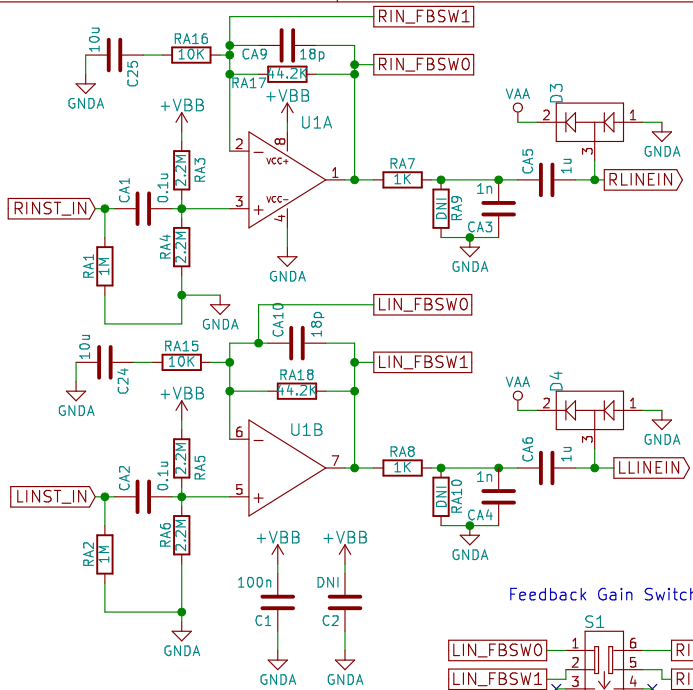 RIN_FBSW1
10u
C25
GNDA
RA16
10K
CA9
18p
RIN_FBSW0
RA17
44.2K
+VBB
+VBB
U1A
8
VCC+
2
1
3
VCC-
4
GNDA
RINST_IN
CA1
0.1u
2.2M
RA3
RA4
2.2M
RA1
1M
GNDA
RA7
1K
DNI
RA9
1n
CA3
GNDA
CA5
1u
VAA
D3
2
1
3
GNDA
RLINEIN
LIN_FBSW0
10u
C24
GNDA
RA15
10K
CA10
18p
LIN_FBSW1
RA18
44.2K
+VBB
U1B
6
7
5
LINST_IN
CA2
0.1u
2.2M
RA5
RA6
2.2M
RA2
1M
GNDA
RA8
1K
DNI
RA10
1n
CA4
GNDA
CA6
1u
VAA
D4
2
1
3
GNDA
LLINEIN
+VBB
100n
C1
GNDA
+VBB
DNI
C2
GNDA
Feedback Gain Switch
S1
LIN_FBSW0
1
6
RI
LIN_FBSW1
2
5
RI
3
4